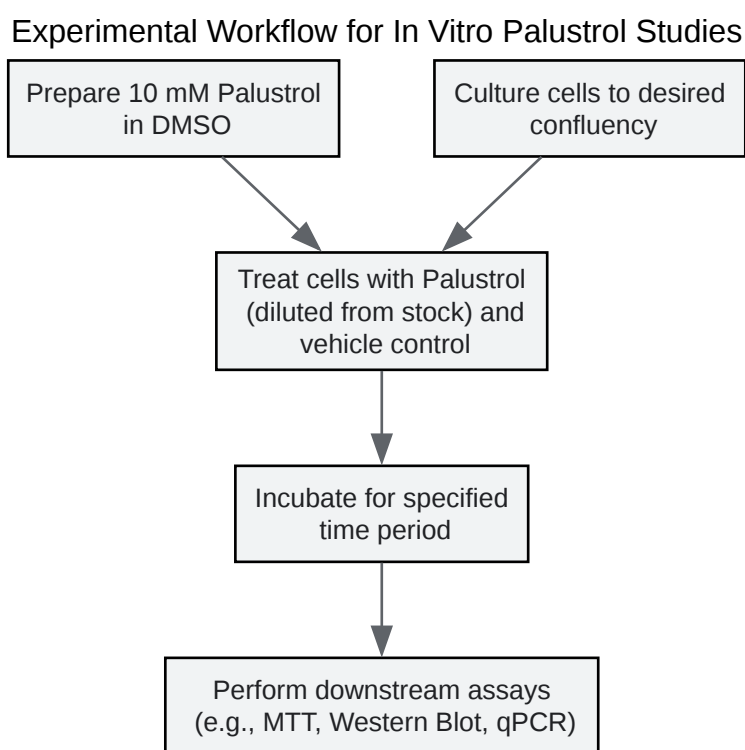 Experimental Workflow for In Vitro Palustrol Studies
Prepare 10 mM Palustrol
in DMSO
Culture cells to desired
confluency
Treat cells with Palustrol
(diluted from stock) and
vehicle control
Incubate for specified
time period
Perform downstream assays
(e.g., MTT, Western Blot, qPCR)